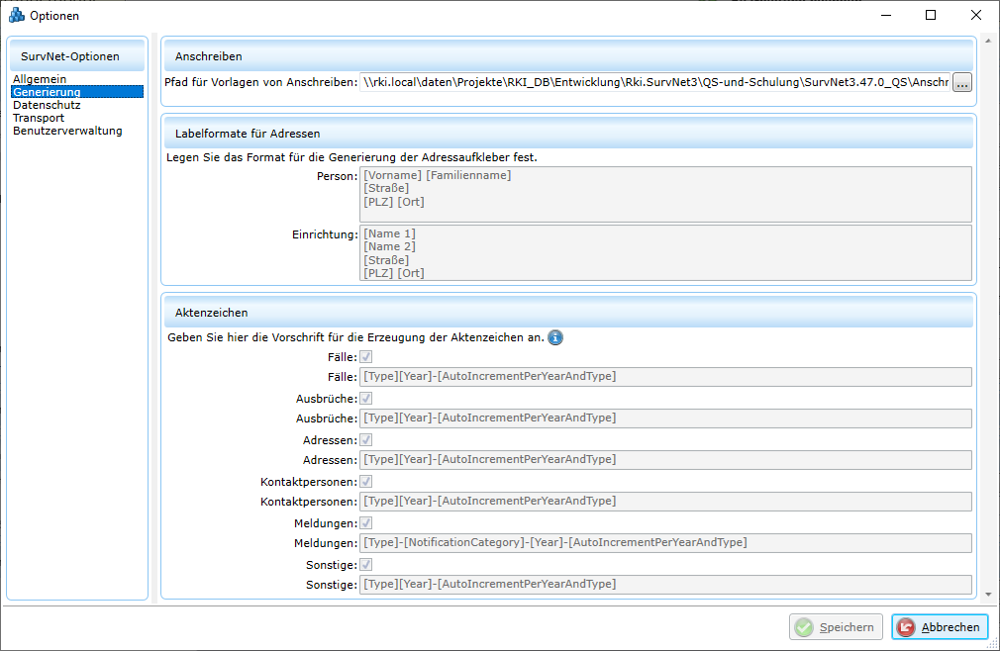 Optionen
SurvNet-Optionen
Allgemein
Generierung
Datenschutz
Transport
Benutzerverwaltung
Anschreiben
Pfad für Vorlagen von Anschreiben: \\rki.local\daten\Projekte\RKI_DB\Entwicklung\Rki.SurvNet3\QS-und-Schulung\SurvNet3.47.0_QS\Anschr ...
Labelformate für Adressen
Legen Sie das Format für die Generierung der Adressaufkleber fest.
Person: [Vorname] [Familienname]
[Straße]
[PLZ] [Ort]
Einrichtung: [Name 1]
[Name 2]
[Straße]
[PLZ] [Ort]
Aktenzeichen
Geben Sie hier die Vorschrift für die Erzeugung der Aktenzeichen an.
Fälle:
Fälle: [Type][Year]-[AutoIncrementPerYearAndType]
Ausbrüche:
Ausbrüche: [Type][Year]-[AutoIncrementPerYearAndType]
Adressen:
Adressen: [Type][Year]-[AutoIncrementPerYearAndType]
Kontaktpersonen:
Kontaktpersonen: [Type][Year]-[AutoIncrementPerYearAndType]
Meldungen:
Meldungen: [Type]-[NotificationCategory]-[Year]-[AutoIncrementPerYearAndType]
Sonstige:
Sonstige: [Type][Year]-[AutoIncrementPerYearAndType]
Speichern Abbrechen